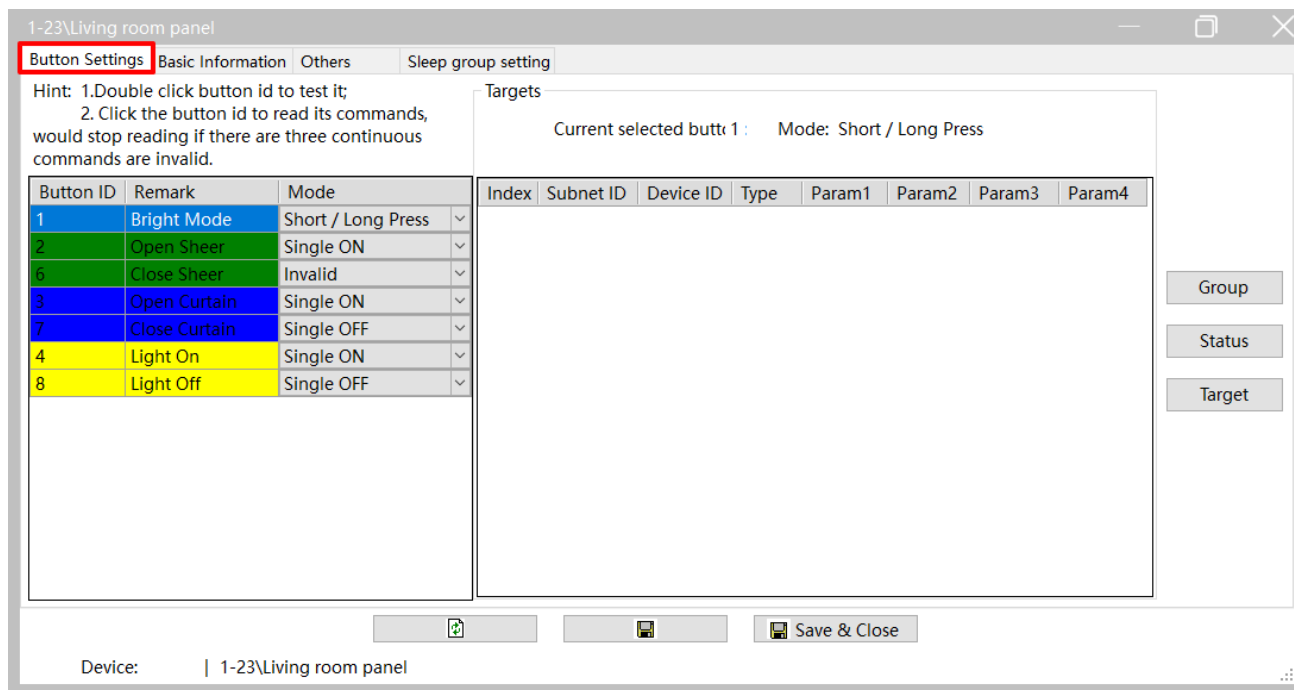 1-23\Living room panel
Button Settings Basic Information Others Sleep group setting
Hint: 1.Double click button id to test it;
2. Click the button id to read its commands,
would stop reading if there are three continuous
commands are invalid.
Targets
Current selected butt 1 : Mode: Short / Long Press
Button ID Remark Mode
1 Bright Mode Short / Long Press
2 Open Sheer Single ON
6 Close Sheer Invalid
3 Open Curtain Single ON
7 Close Curtain Single OFF
4 Light On Single ON
8 Light Off Single OFF
Index Subnet ID Device ID Type Param1 Param2 Param3 Param4
Group
Status
Target
Save & Close
Device: | 1-23\Living room panel